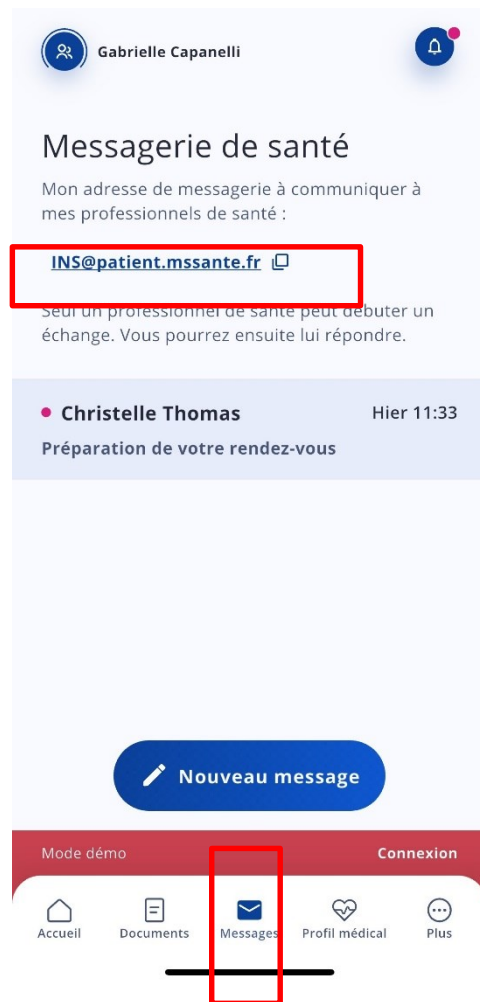 Gabrielle Capanelli
Messagerie de santé
Mon adresse de messagerie à communiquer à
mes professionnels de santé :
INS@patient.mssante.fr
Seul un professionnel de santé peut débuter un
échange. Vous pourrez ensuite lui répondre.
Christelle Thomas Hier 11:33
Préparation de votre rendez-vous
Nouveau message
Mode démo Connexion
Accueil Documents Messages Profil médical Plus